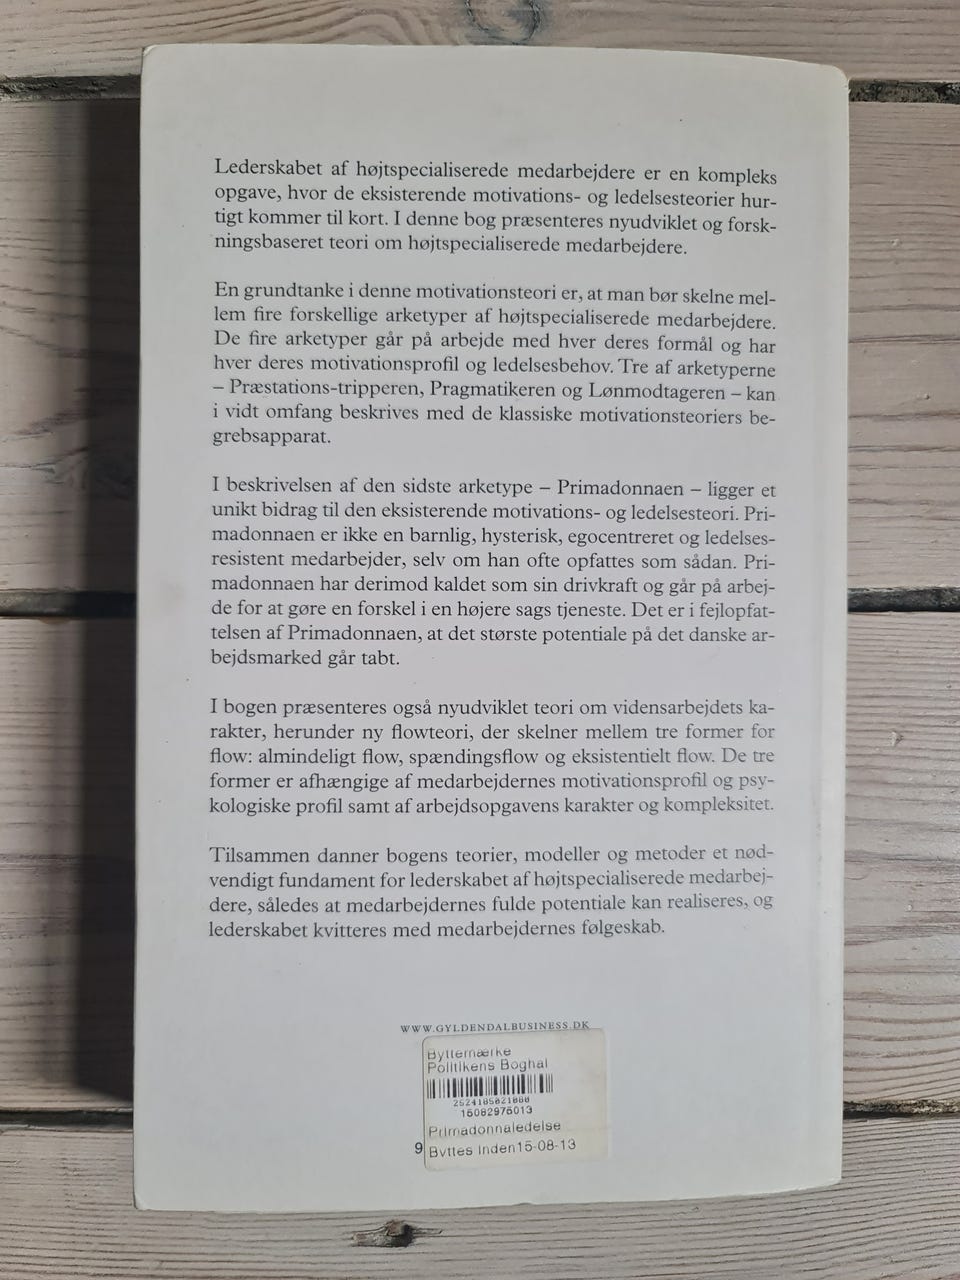 Lederskabet af højtspecialiserede medarbejdere er en kompleks
opgave, hvor de eksisterende motivations- og ledelsesteorier hur-
tigt kommer til kort. I denne bog præsenteres nyudviklet og forsk-
ningsbaseret teori om højtspecialiserede medarbejdere.
En grundtanke i denne motivationsteori er, at man bør skelne mel-
lem fire forskellige arketyper af højtspecialiserede medarbejdere.
De fire arketyper går på arbejde med hver deres formål og har
hver deres motivationsprofil og ledelsesbehov. Tre af arketyperne
– Præstations-tripperen, Pragmatikeren og Lønmodtageren – kan
i vidt omfang beskrives med de klassiske motivationsteoriers be-
grebsapparat.
I beskrivelsen af den sidste arketype – Primadonnaen – ligger et
unikt bidrag til den eksisterende motivations- og ledelsesteori. Pri-
madonnaen er ikke en barnlig, hysterisk, egocentreret og ledelses-
resistent medarbejder, selv om han ofte opfattes som sådan. Pri-
madonnaen har derimod kaldet som sin drivkraft og går på arbej-
de for at gøre en forskel i en højere sags tjeneste. Det er i fejlopfat-
telsen af Primadonnaen, at det største potentiale på det danske ar-
bejdsmarked går tabt.
I bogen præsenteres også nyudviklet teori om vidensarbejdets ka-
rakter, herunder ny flowteori, der skelner mellem tre former for
flow: almindeligt flow, spændingsflow og eksistentielt flow. De tre
former er afhængige af medarbejdernes motivationsprofil og psy-
kologiske profil samt af arbejdsopgavens karakter og kompleksitet.
Tilsammen danner bogens teorier, modeller og metoder et nød-
vendigt fundament for lederskabet af højtspecialiserede medarbej-
dere, således at medarbejdernes fulde potentiale kan realiseres, og
lederskabet kvitteres med medarbejdernes følgeskab.
WWW.GYLDENDALBUSINESS.DK
Byttemærke
Politikens Boghal
15082976013
Primadonnaledelse
9
Byttes inden15-08-13